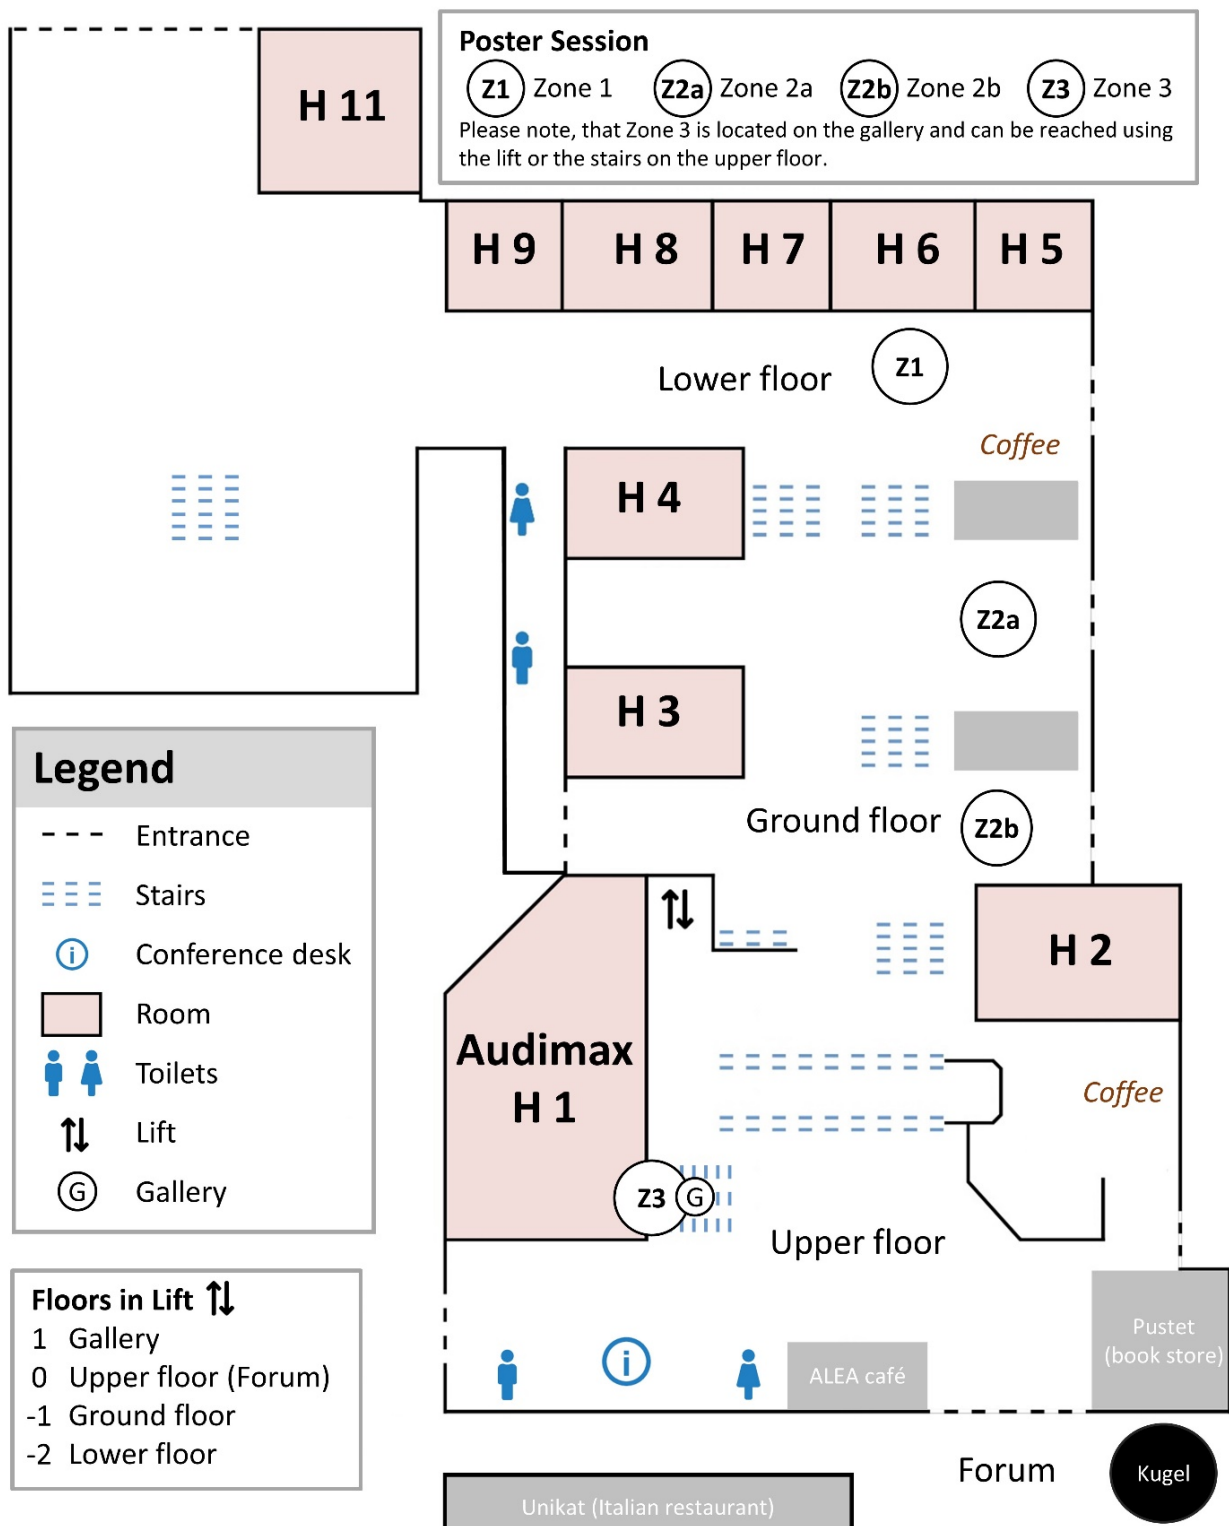 Poster Session
Z1 Zone 1 Z2a Zone 2a Z2b Zone 2b Z3 Zone 3
Please note, that Zone 3 is located on the gallery and can be reached using
the lift or the stairs on the upper floor.
H 11
H 9 H 8 H 7 H 6 H 5
Lower floor Z1
Coffee
H 4
Z2a
H 3
Ground floor Z2b
H 2
Audimax
H 1
Coffee
Z3 G
Upper floor
Legend
Entrance
Stairs
i Conference desk
Room
Toilets
Lift
G Gallery
Floors in Lift
1 Gallery
0 Upper floor (Forum)
-1 Ground floor
-2 Lower floor
i
ALEA café
Pustet
(book store)
Forum
Kugel
Unikat (Italian restaurant)